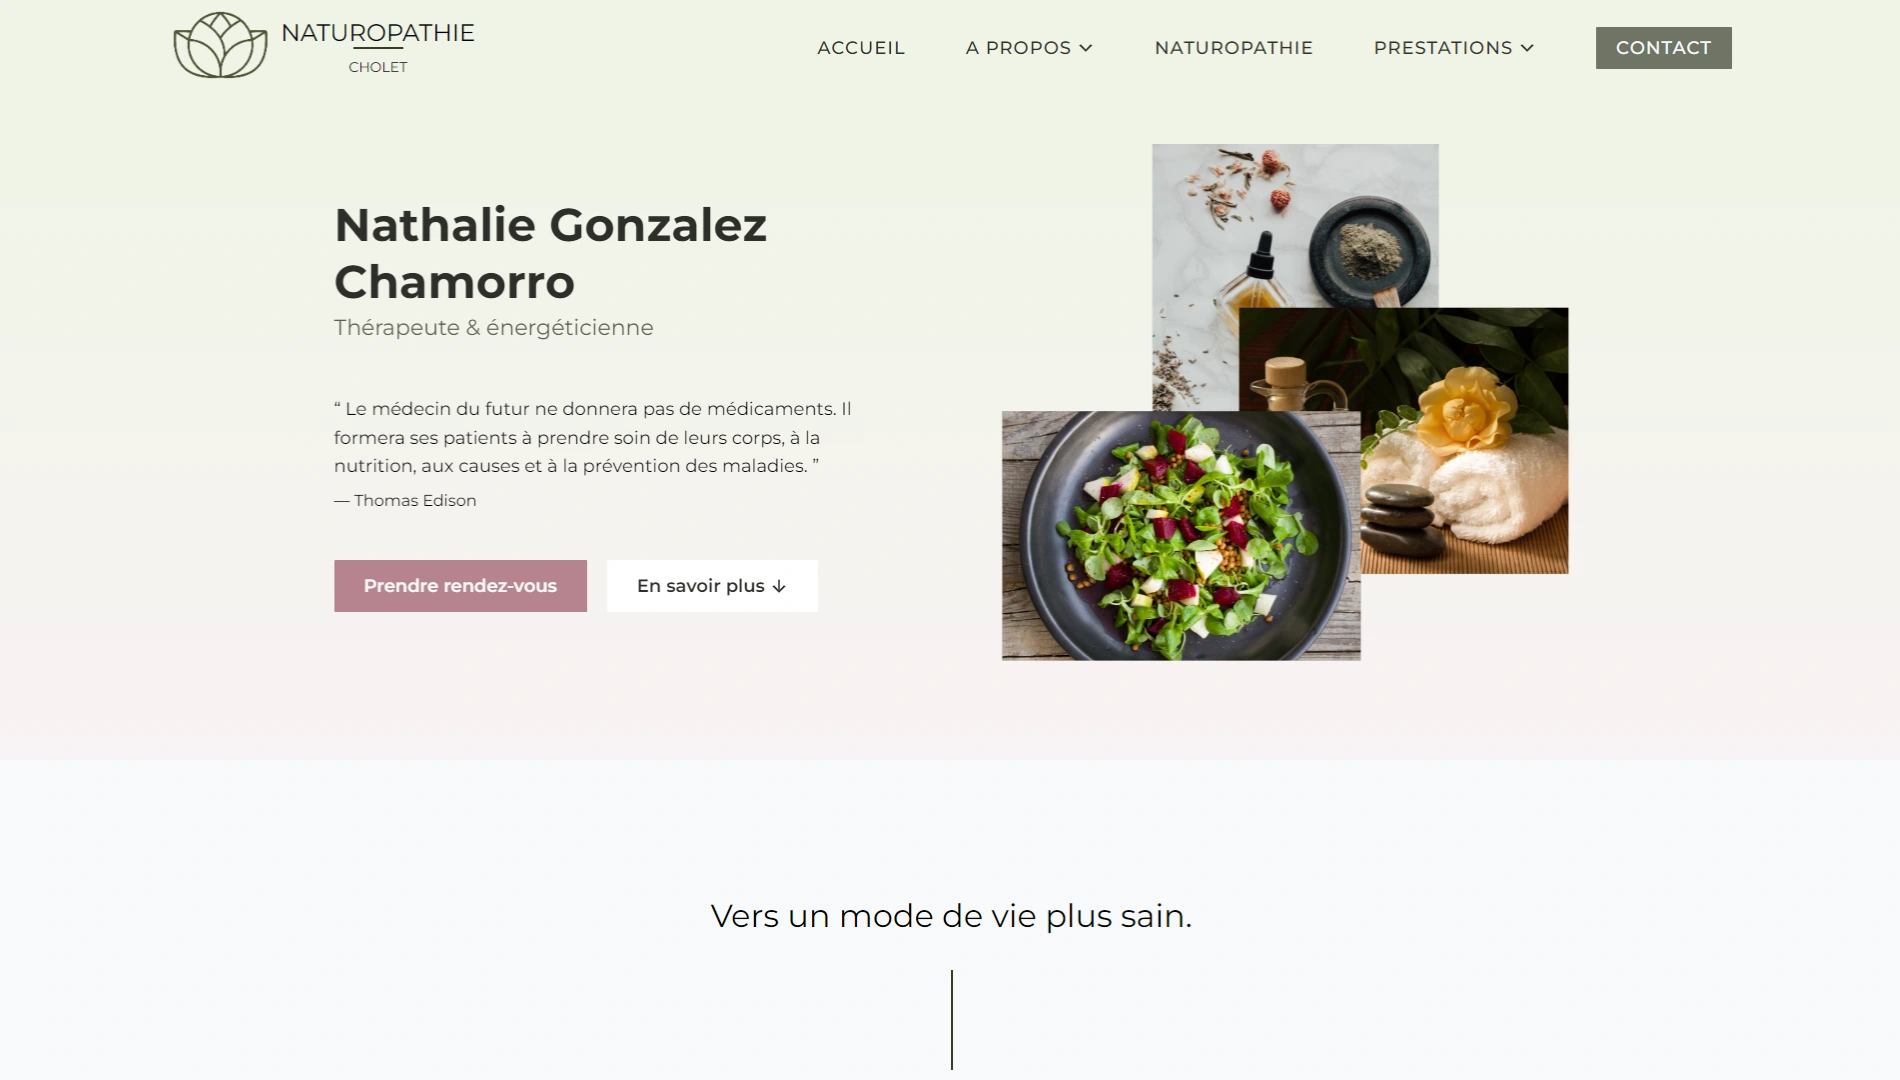 NATUROPATHIE
CHOLET
ACCUEIL
A PROPOS
NATUROPATHIE
PRESTATIONS
CONTACT
Nathalie Gonzalez
Chamorro
Thérapeute & énergéticienne
“ Le médecin du futur ne donnera pas de médicaments. Il
formera ses patients à prendre soin de leurs corps, à la
nutrition, aux causes et à la prévention des maladies. ”
— Thomas Edison
Prendre rendez-vous
En savoir plus ↓
Vers un mode de vie plus sain.